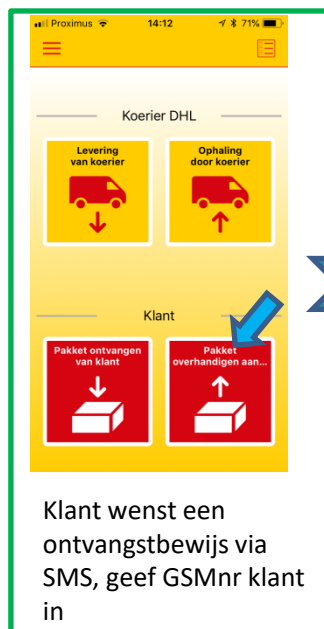 Proximus 14:12 71%
Koerier DHL
Levering
van koerier
Ophaling
door koerier
Klant
Pakket ontvangen
van klant
Pakket
overhandigen aan...
Klant wenst een
ontvangstbewijs via
SMS, geef GSMnr klant
in